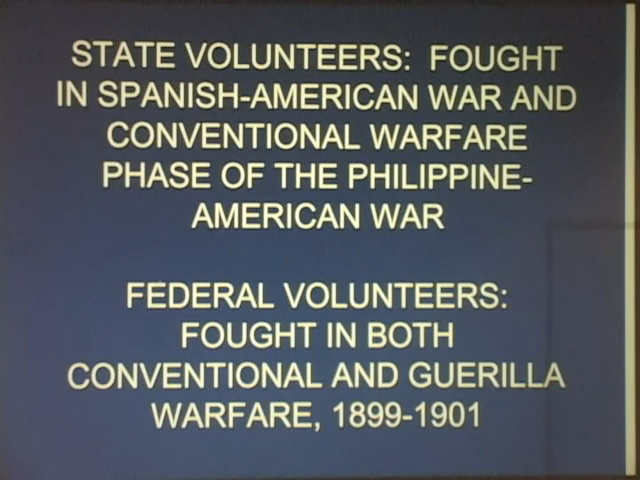 STATE VOLUNTEERS: FOUGHT
IN SPANISH-AMERICAN WAR AND
CONVENTIONAL WARFARE
PHASE OF THE PHILIPPINE-
AMERICAN WAR
FEDERAL VOLUNTEERS:
FOUGHT IN BOTH
CONVENTIONAL AND GUERILLA
WARFARE, 1899-1901